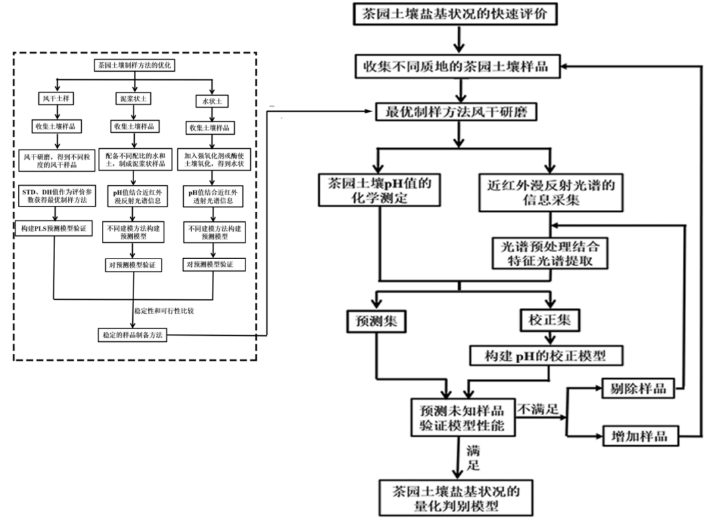 茶园土壤盐基状况的快速评价
收集不同质地的茶园土壤样品
最优制样方法风干研磨
茶园土壤pH值的
化学测定
近红外漫反射光谱的
信息采集
光谱预处理结合
特征光谱提取
预测集
校正集
构建 pH的校正模型
预测未知样品
验证模型性能
不满足
剔除样品
增加样品
满
足
茶园土壤盐基状况的
量化判别模型
茶园土壤制样方法的优化
风干土样
泥浆状土
水状土
收集土壤样品
收集土壤样品
收集土壤样品
风干研磨，得到不同粒
度的风干样品
配备不同配比的水和
土，制成泥浆状样品
加入强氧化剂或酶使
土壤氧化，得到水状
STD、DH值作为评价参
数获得最优制样方法
pH值结合近红外
漫反射光谱信息
pH值结合近红外
透射光谱信息
构建PLS预测模型验证
不同建模方法构建
预测模型
不同建模方法构建
预测模型
对预测模型验证
对预测模型验证
稳定性和可行性比较
稳定的样品制备方法